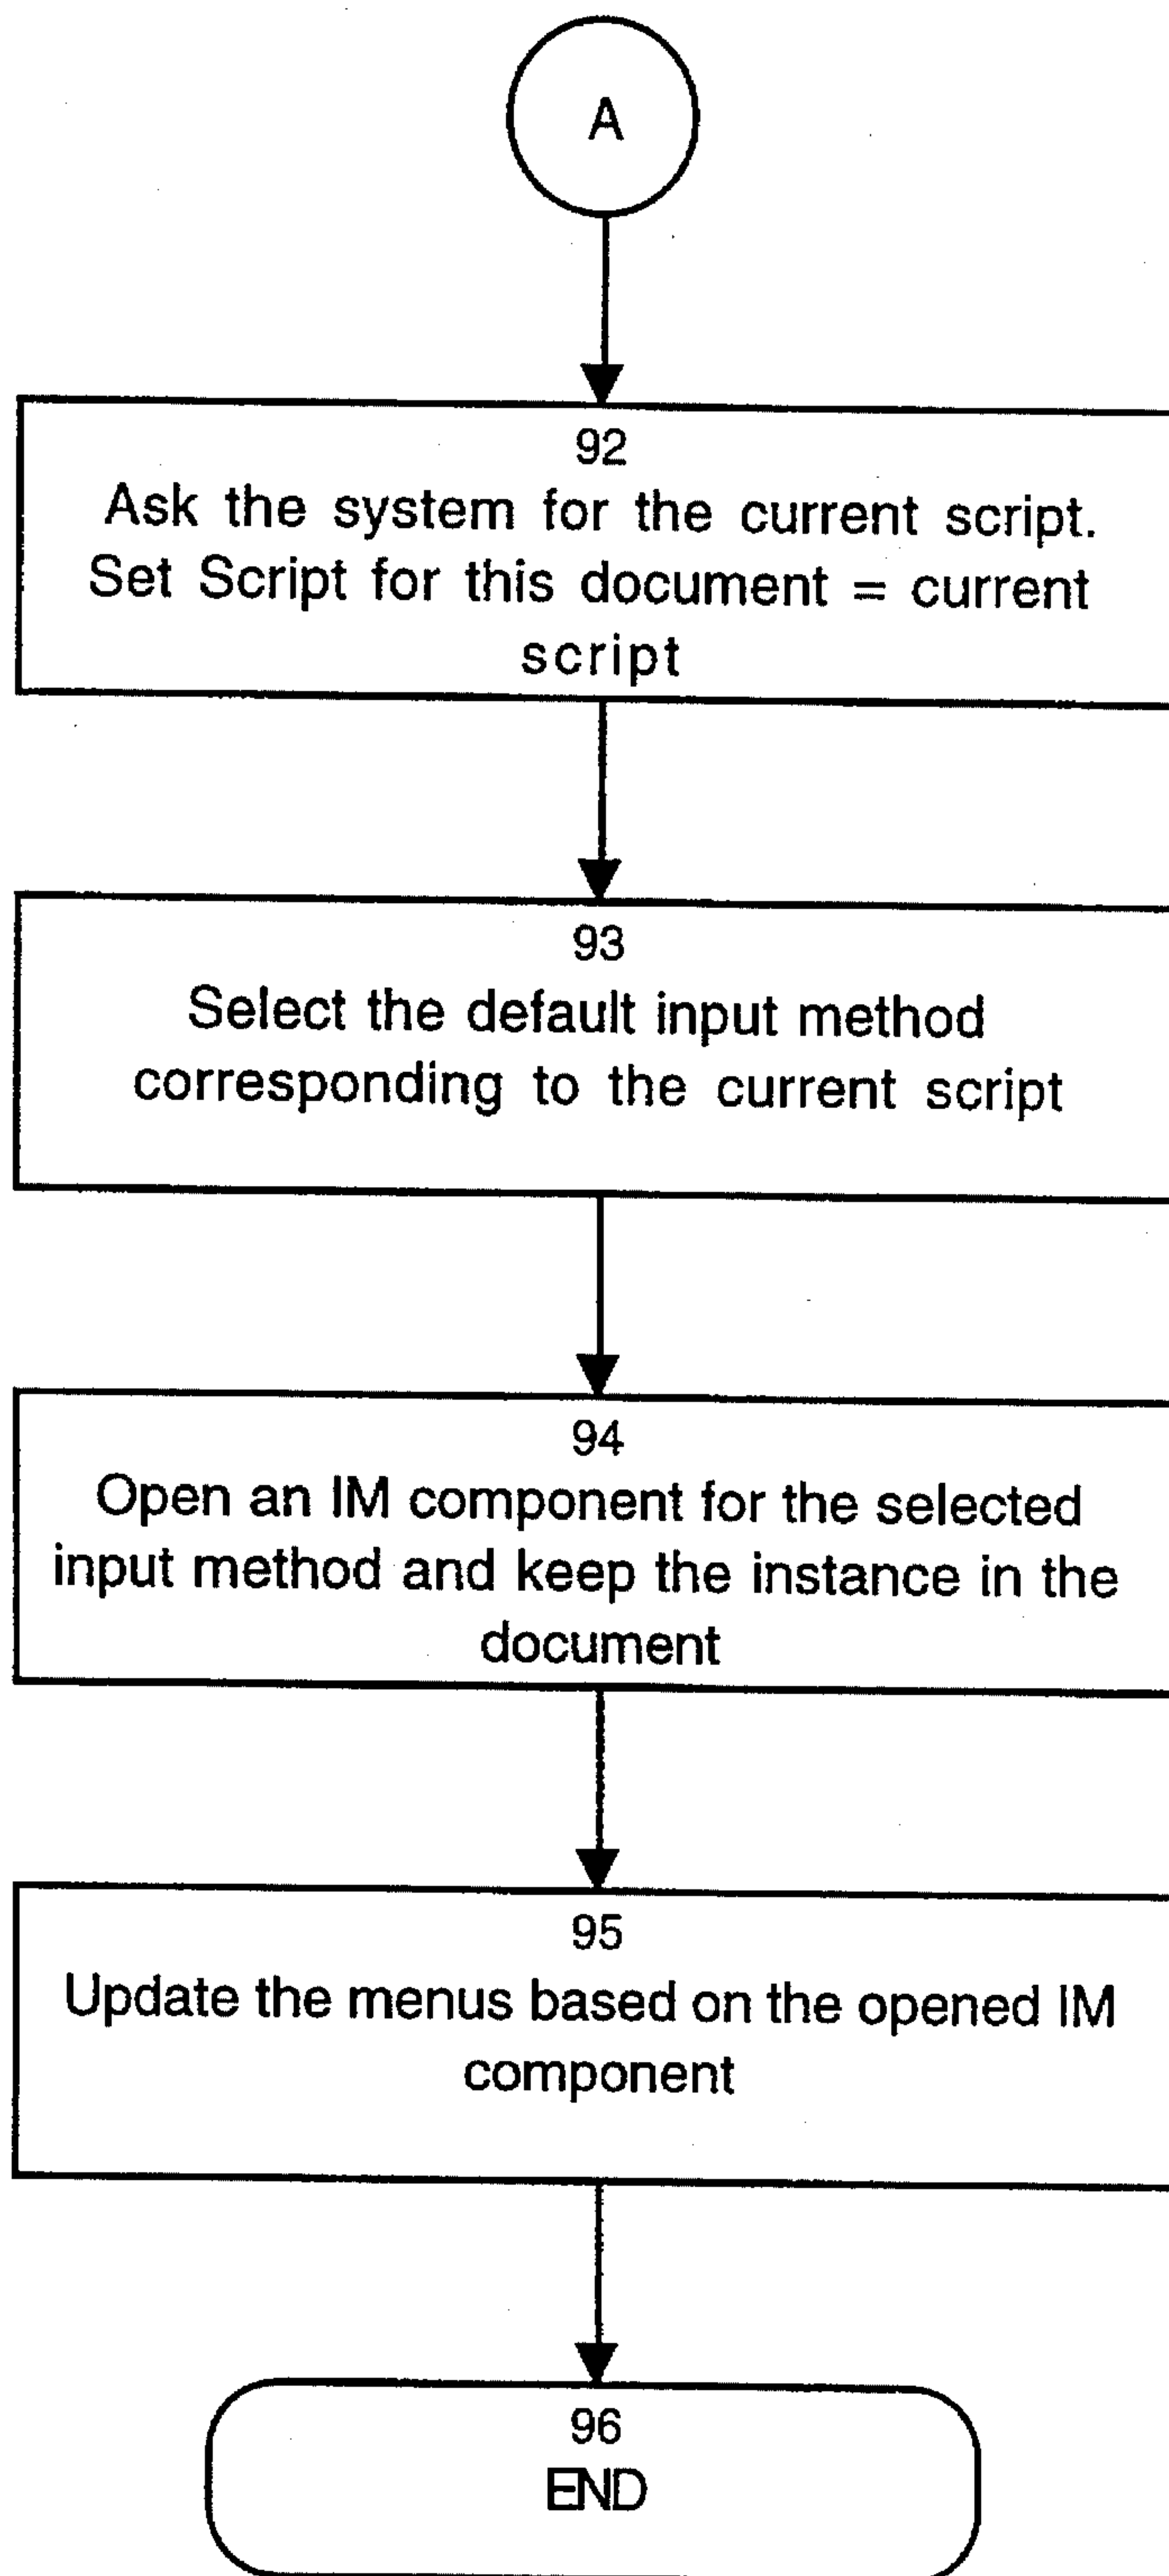 A
92
Ask the system for the current script.
Set Script for this document = current
script
93
Select the default input method
corresponding to the current script
94
Open an IM component for the selected
input method and keep the instance in the
document
95
Update the menus based on the opened IM
component
96
END